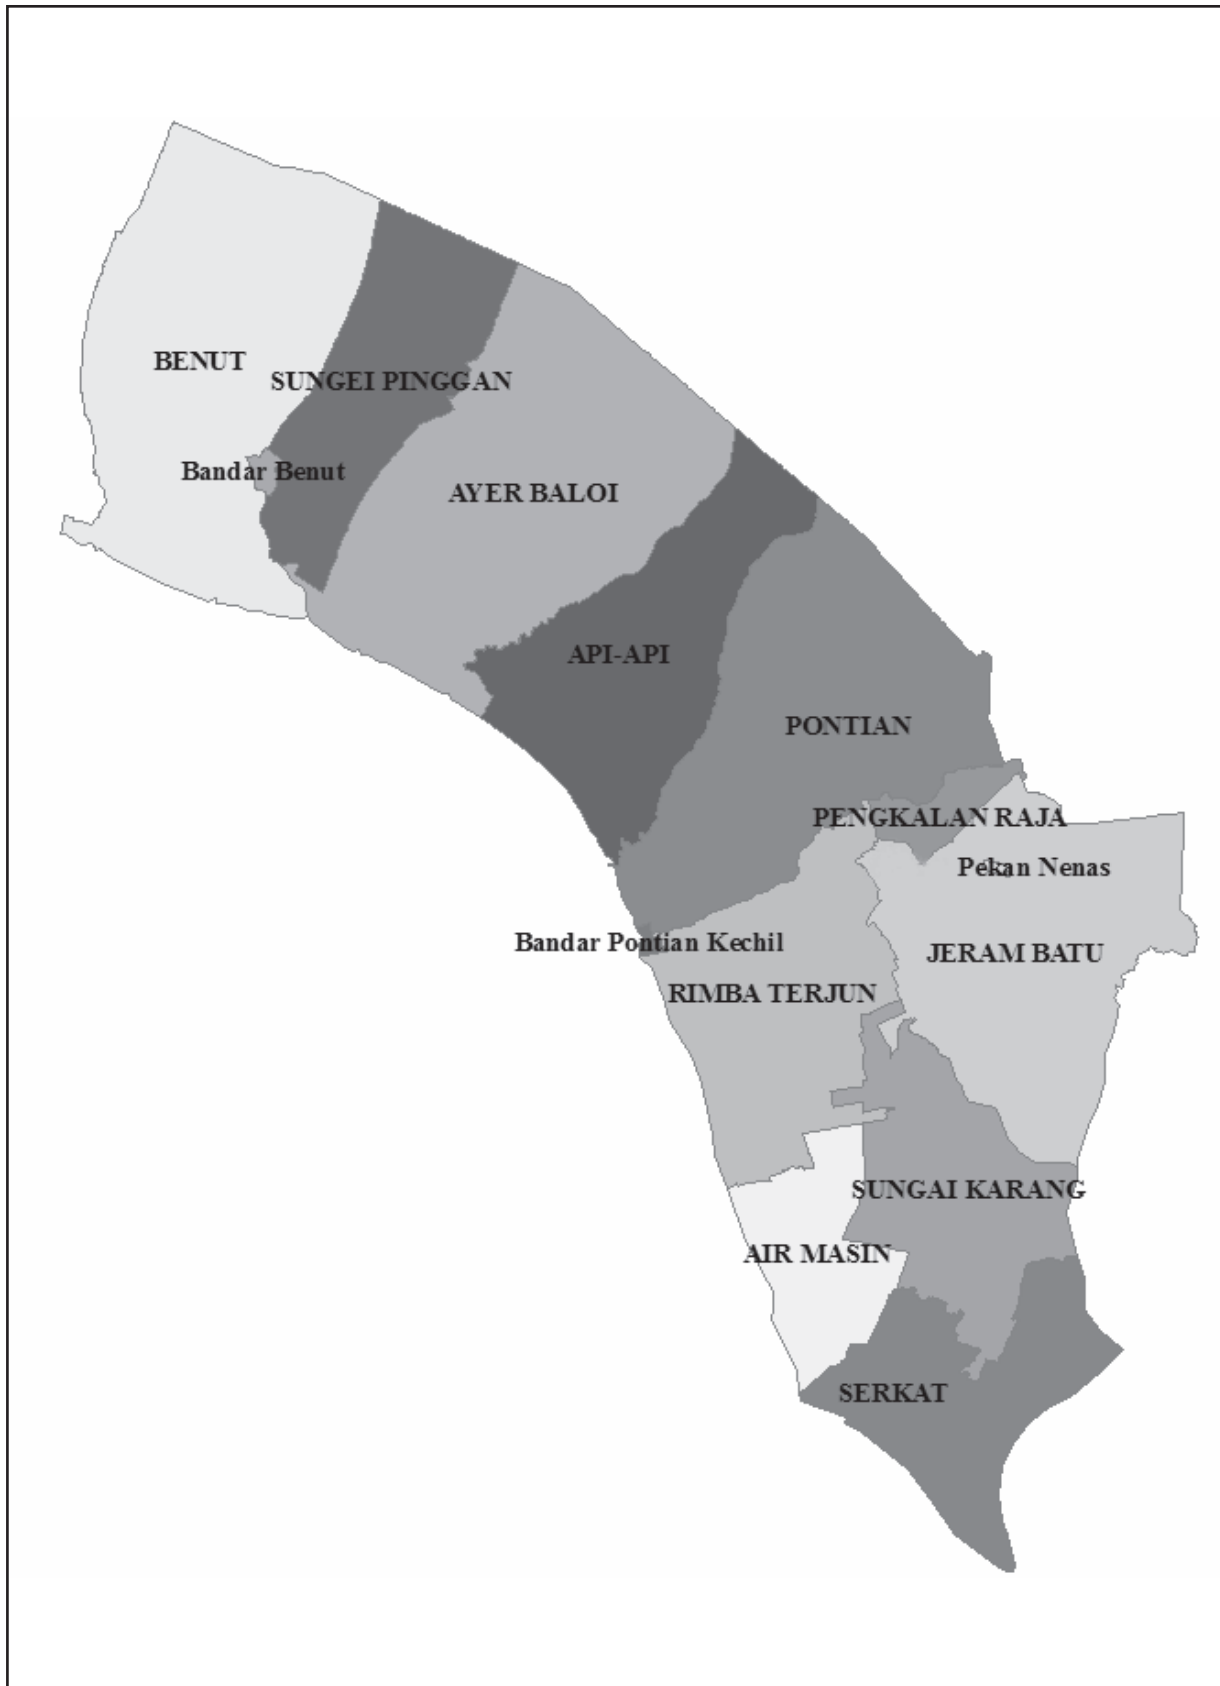 BENUT
SUNGEI PINGGAN
Bandar Benut
AYER BALOI
API-API
PONTIAN
PENGKALAN RAJA
Pekan Nenas
Bandar Pontian Kechil
JERAM BATU
RIMBA TERJUN
SUNGAI KARANG
AIR MASIN
SERKAT